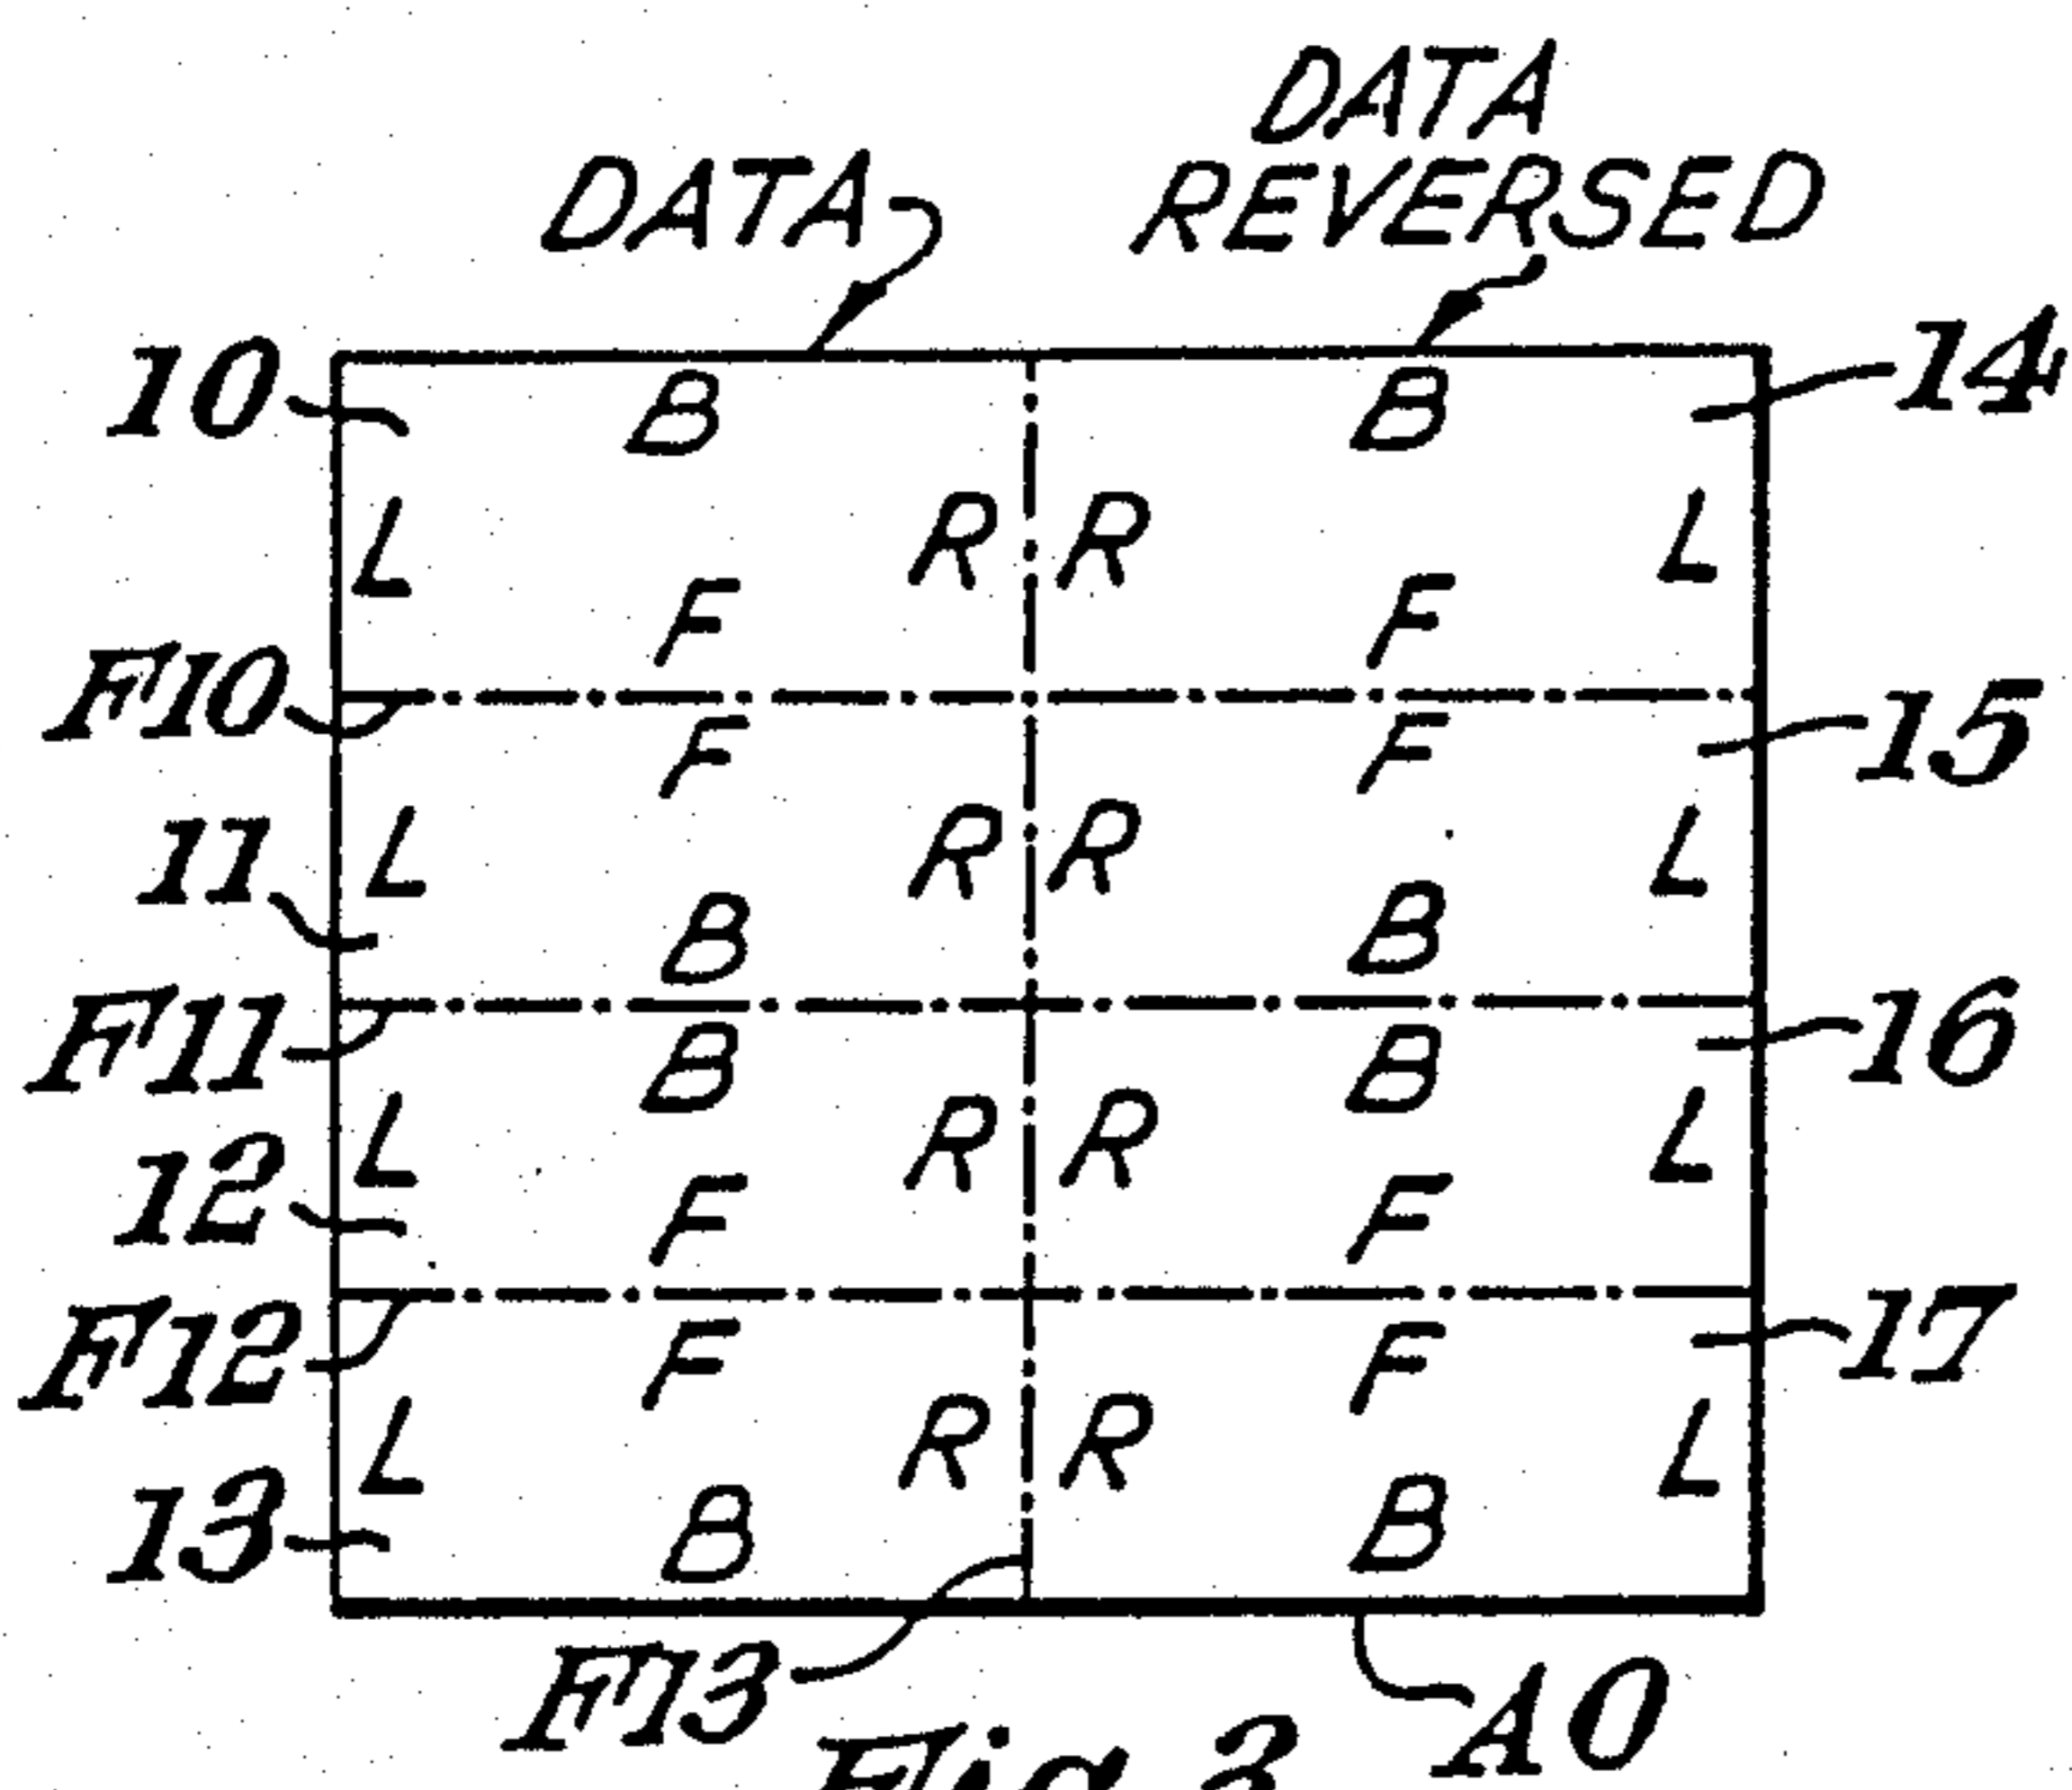 DATA
DATA REVERSED
10 B B 14
L R R L
F F
F10
F F 15
11 L R R L
B B
F11 B B 16
L R R L
12 F F
F12 F F 17
L R R L
13 B B
F13 A0